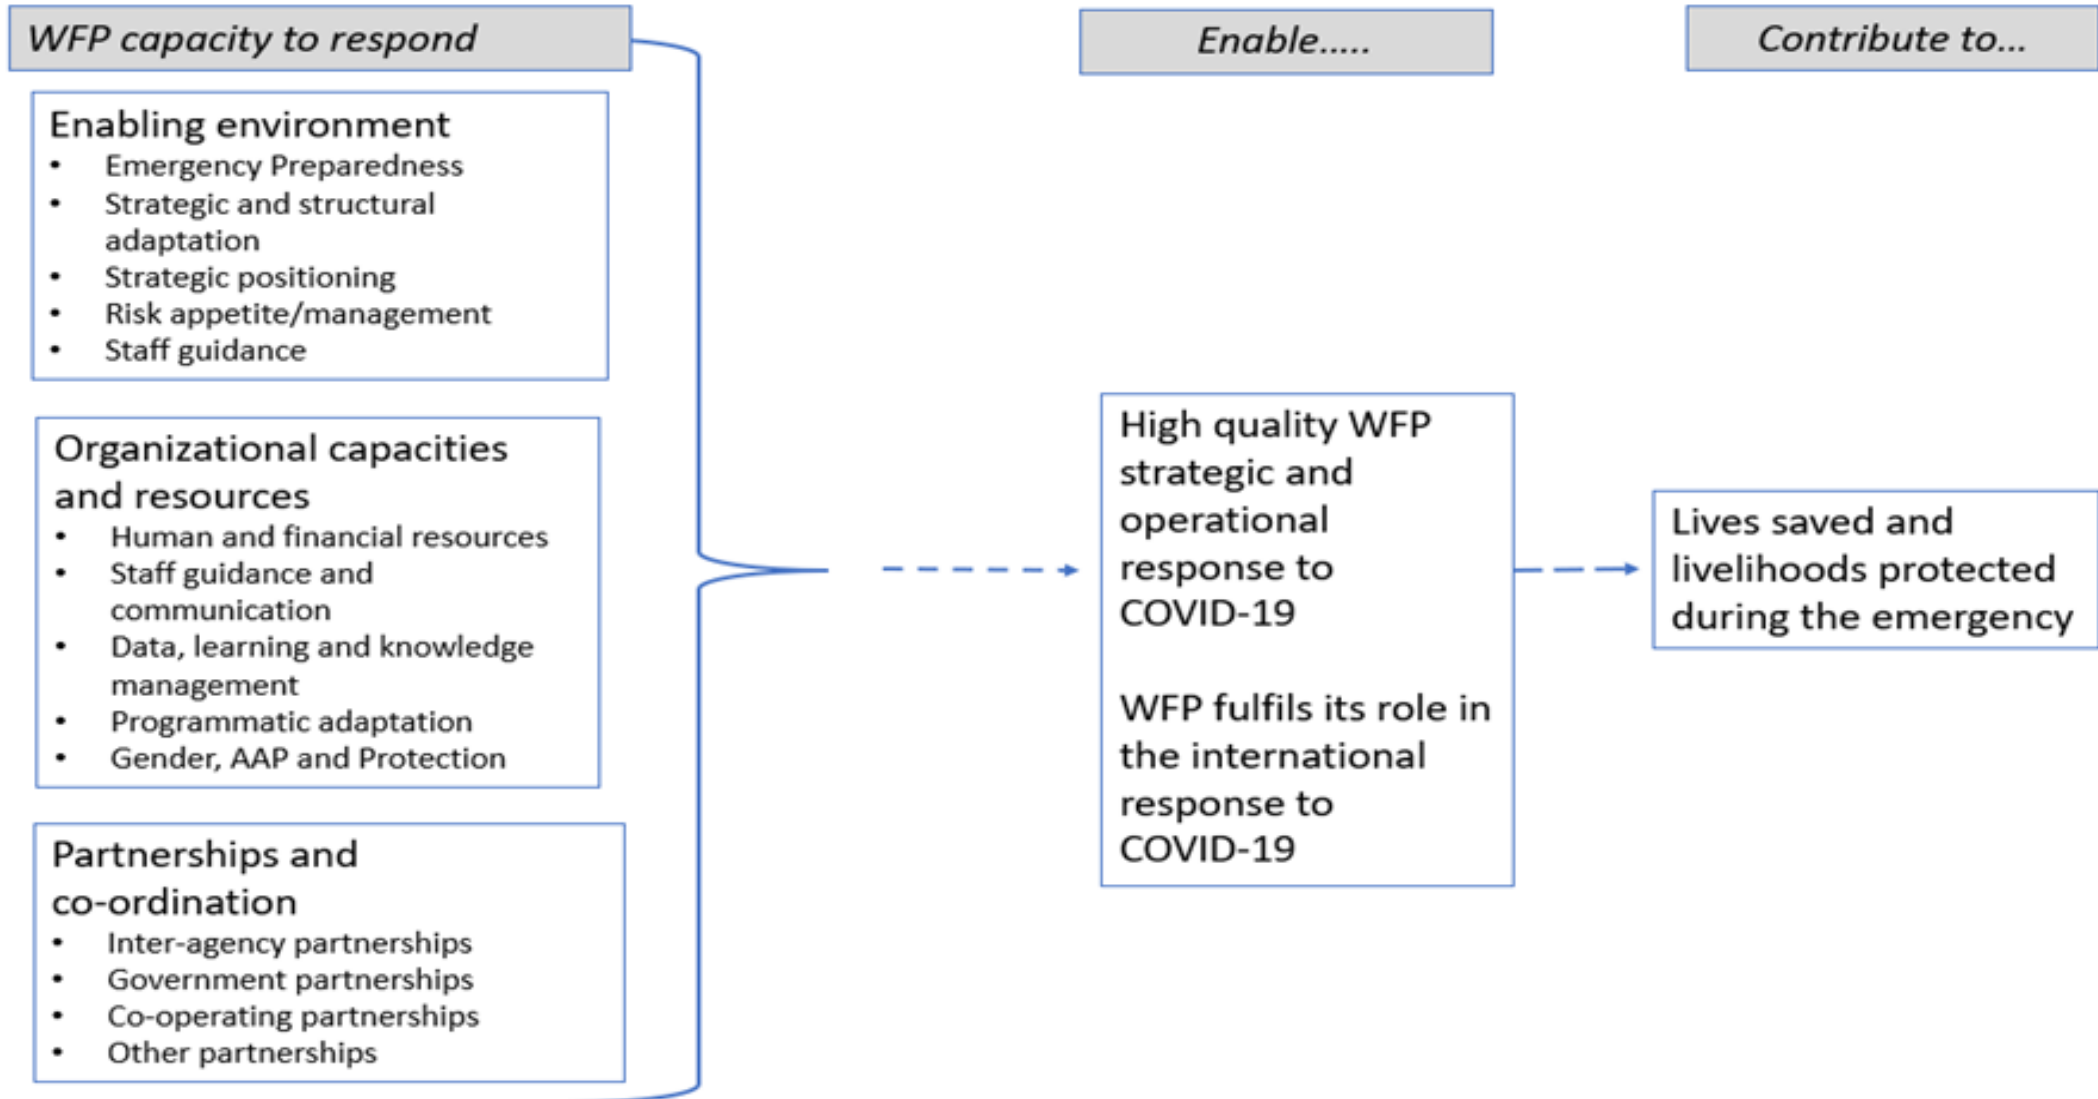 WFP capacity to respond
Enabling environment
• Emergency Preparedness
• Strategic and structural
adaptation
• Strategic positioning
• Risk appetite/management
• Staff guidance
Organizational capacities
and resources
• Human and financial resources
• Staff guidance and
communication
• Data, learning and knowledge
management
• Programmatic adaptation
• Gender, AAP and Protection
Partnerships and
co-ordination
• Inter-agency partnerships
• Government partnerships
• Co-operating partnerships
• Other partnerships
Enable.....
High quality WFP
strategic and
operational
response to
COVID-19
WFP fulfils its role in
the international
response to
COVID-19
Contribute to...
Lives saved and
livelihoods protected
during the emergency